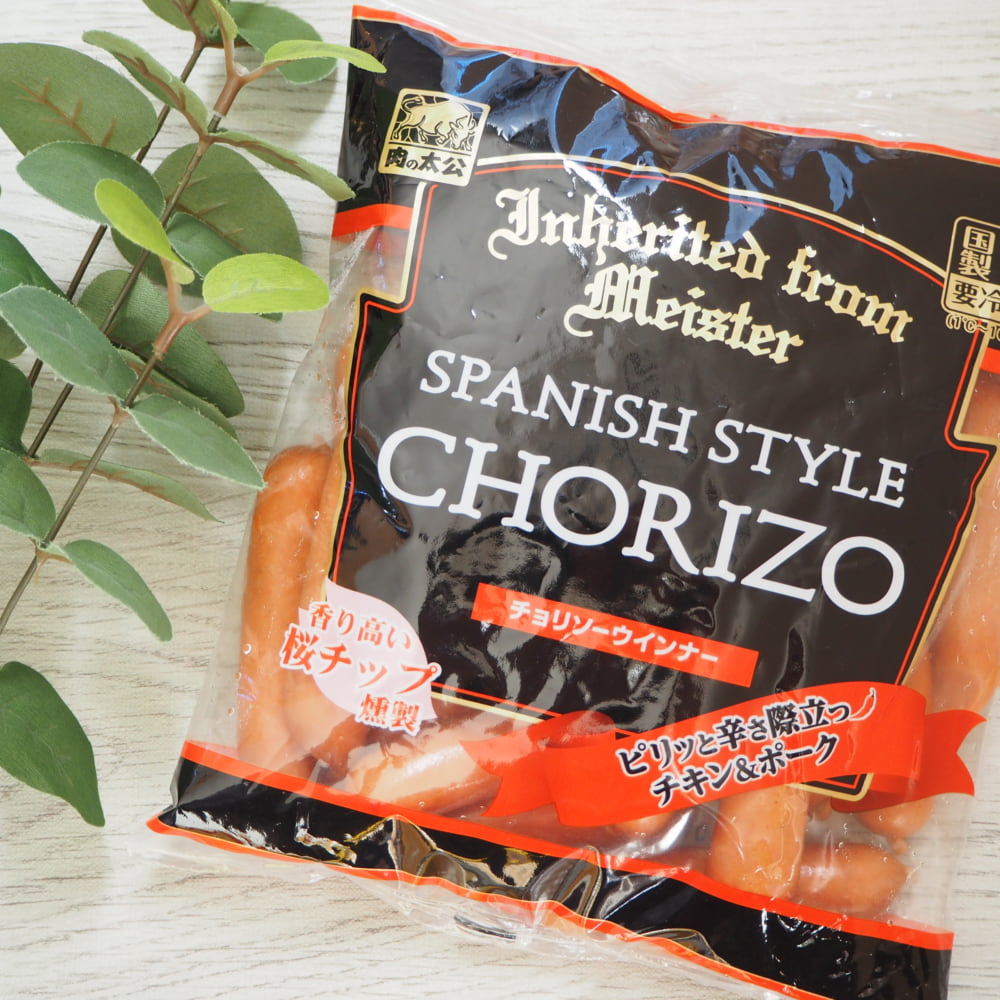 肉の太公
Inherited from
Meister
国
製
要冷
SPANISH STYLE
CHORIZO
チョリソーウインナー
香り高い
桜チップ
燻製
ピリッと辛さ際立つ
チキン&ポーク